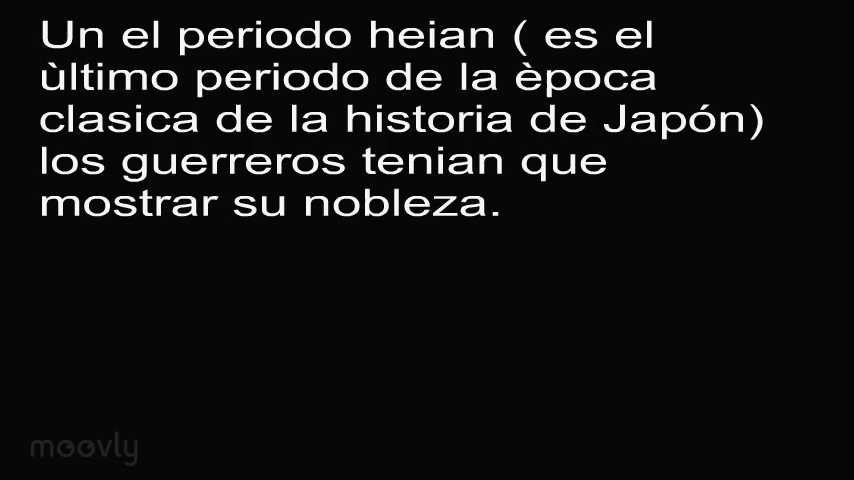 Un el periodo heian ( es el
ùltimo periodo de la època
clasica de la historia de Japón)
los guerreros tenian que
mostrar su nobleza.
moovly